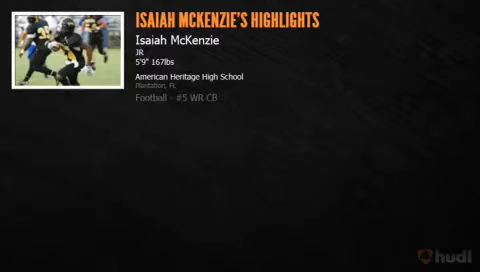 ISAIAH MCKENZIE'S HIGHLIGHTS
Isaiah McKenzie
JR
5'9" 167lbs
American Heritage High School
Plantation, FL
Football - #5 WR CB
hudl